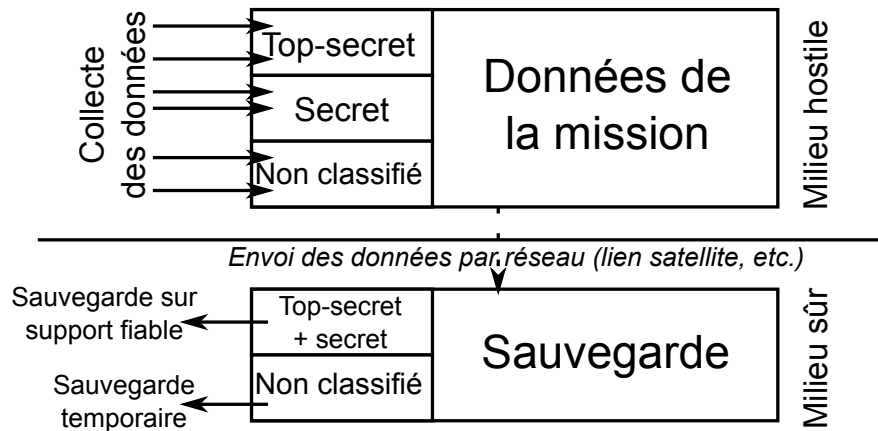 Collecte
des données
Top-secret
Secret
Non classifié
Données de
la mission
Milieu hostile
Envoi des données par réseau (lien satellite, etc.)
Sauvegarde sur
support fiable
Top-secret
+ secret
Sauvegarde
temporaire
Non classifié
Sauvegarde
Milieu sûr